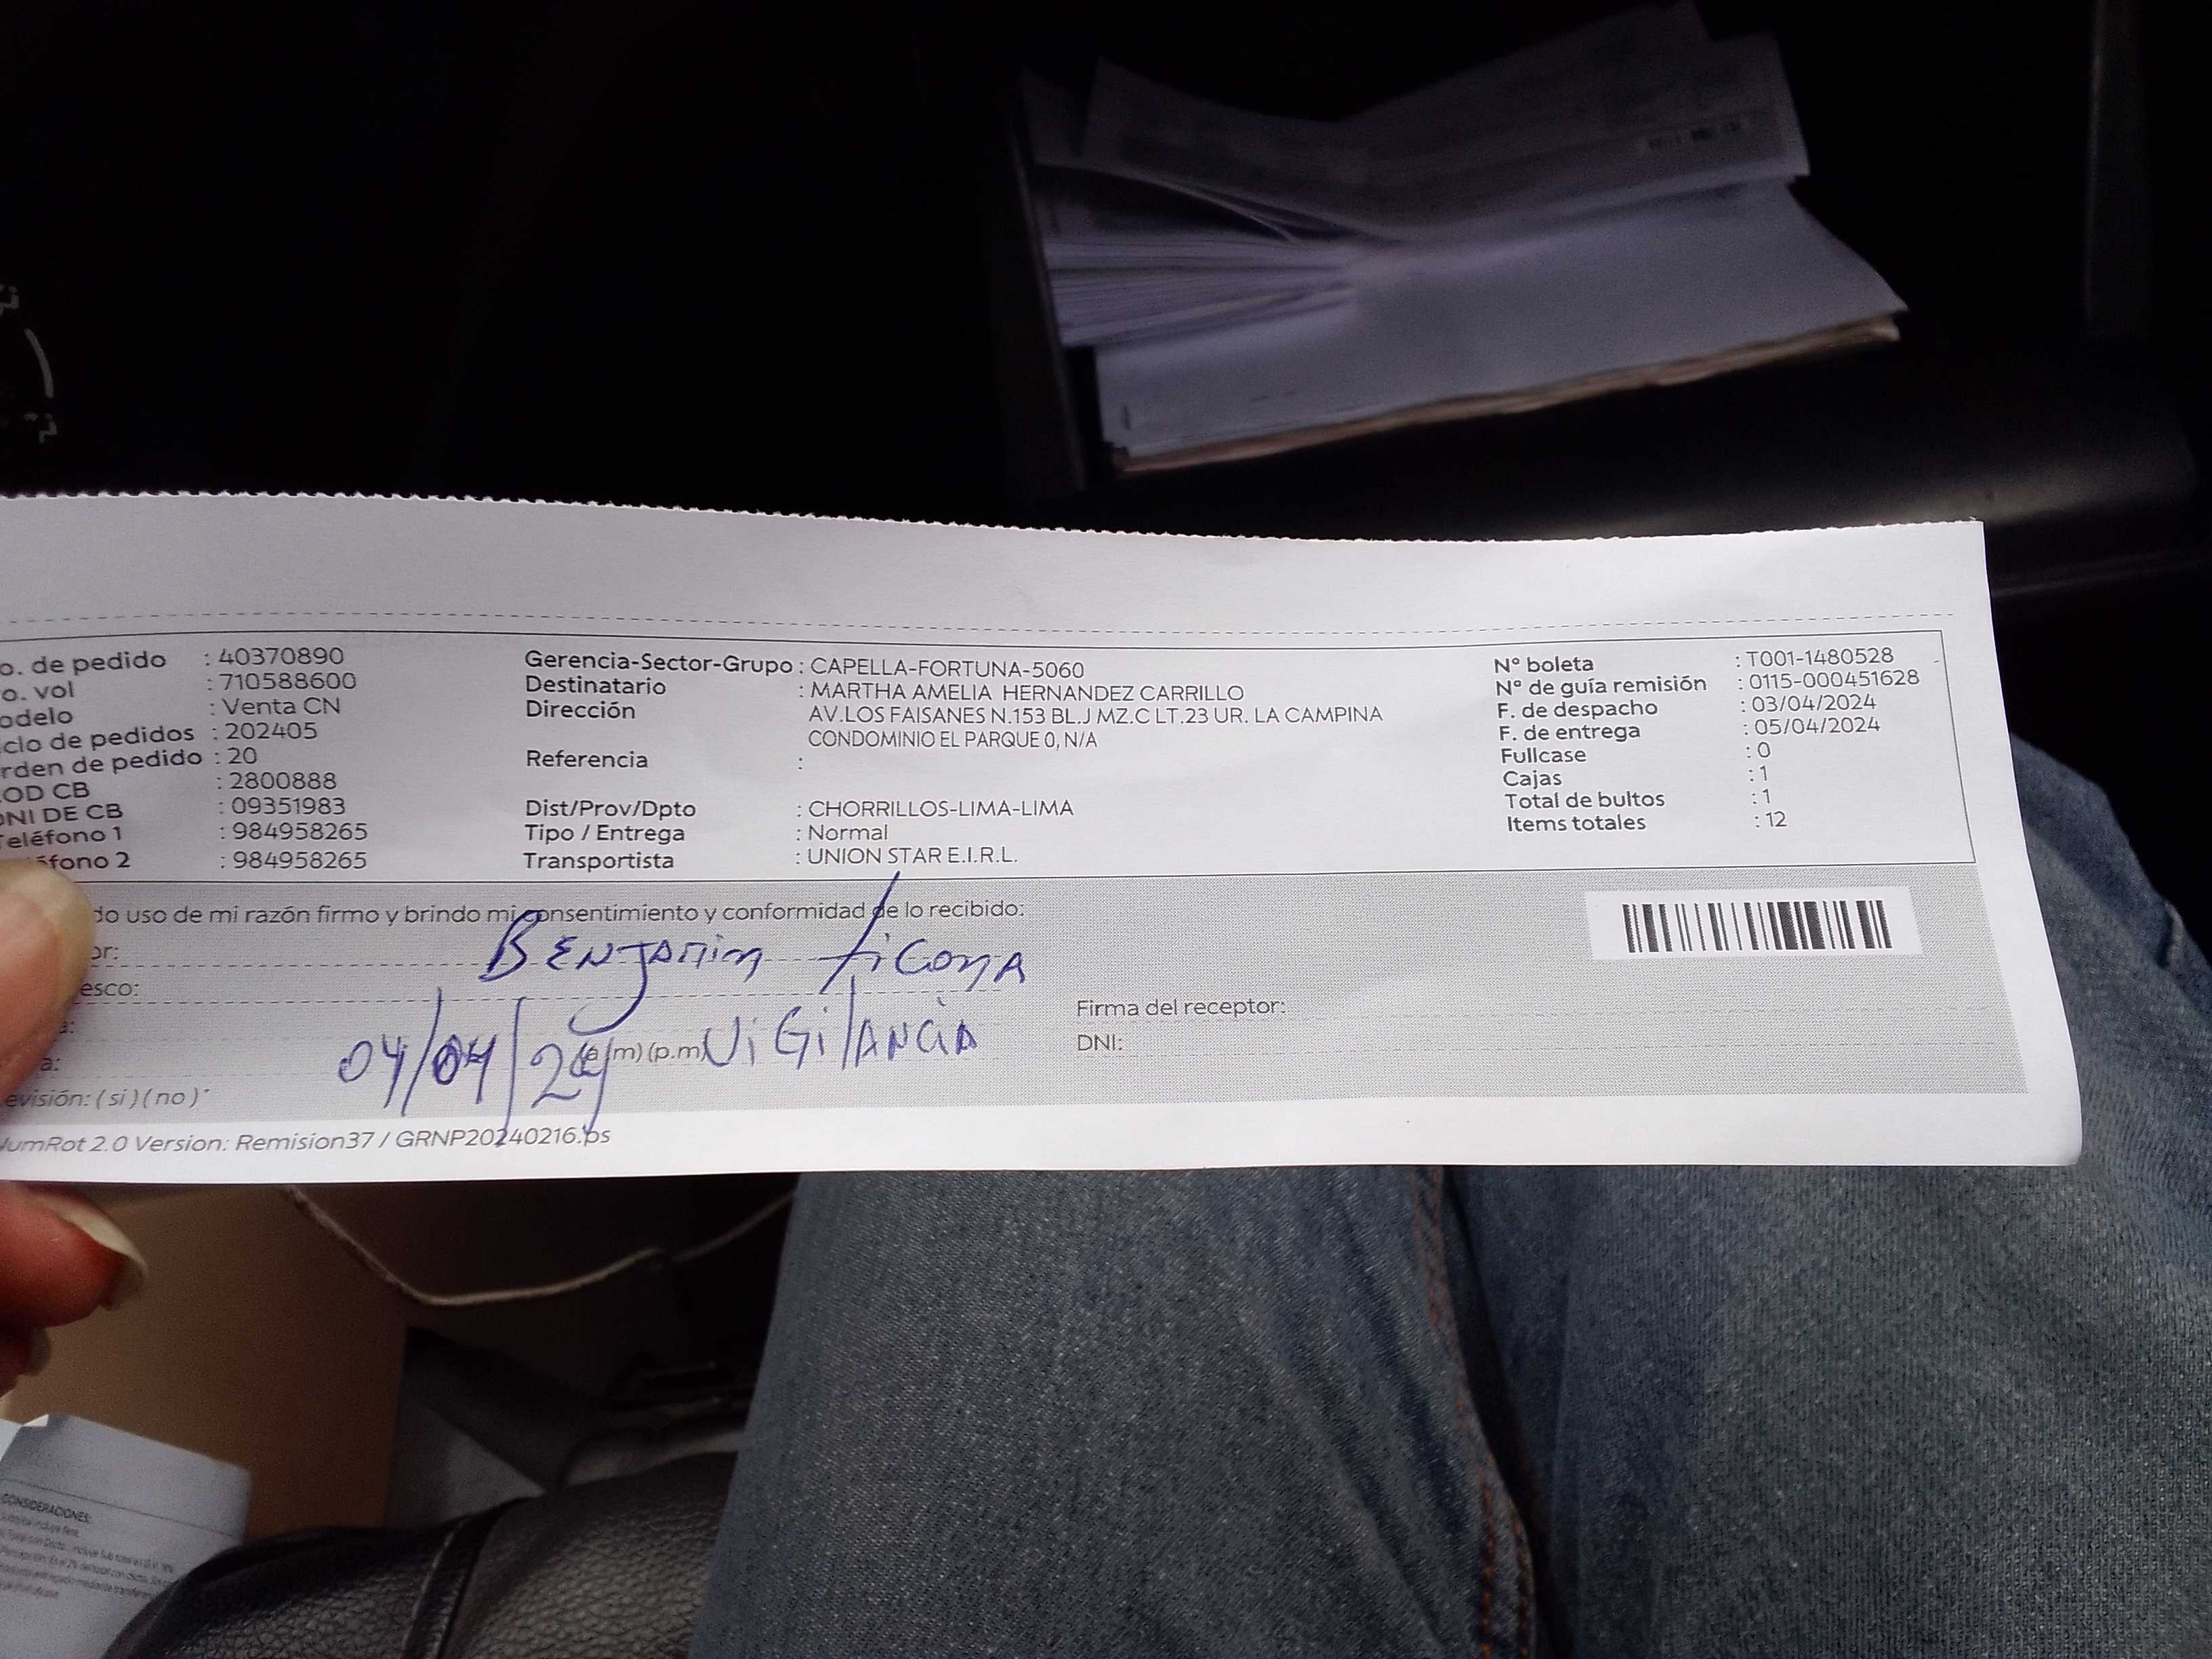 o. de pedido : 40370890
o. vol : 710588600
odelo : Venta CN
iclo de pedidos : 202405
rden de pedido : 20
OD CB : 2800888
DNI DE CB : 09351983
Teléfono 1 : 984958265
éfono 2 : 984958265
Gerencia-Sector-Grupo : CAPELLA-FORTUNA-5060
Destinatario : MARTHA AMELIA HERNANDEZ CARRILLO
Dirección AV.LOS FAISANES N.153 BL.J MZ.C LT.23 UR. LA CAMPINA
CONDOMINIO EL PARQUE 0, N/A
Referencia :
Dist/Prov/Dpto : CHORRILLOS-LIMA-LIMA
Tipo / Entrega : Normal
Transportista : UNION STAR E.I.R.L.
N° boleta : T001-1480528
N° de guía remisión : 0115-000451628
F. de despacho : 03/04/2024
F. de entrega : 05/04/2024
Fullcase : 0
Cajas : 1
Total de bultos : 1
Items totales : 12
do uso de mi razón firmo y brindo mi consentimiento y conformidad de lo recibido:
or: BENJAMIN TICONA
esco:
a: 04/04/24 (a.m) (p.m) ViGiLANCiA
a:
Firma del receptor:
DNI:
evisión: ( si ) ( no )*
NumRot 2.0 Version: Remision37 / GRNP20240216.ps
CONSIDERACIONES: